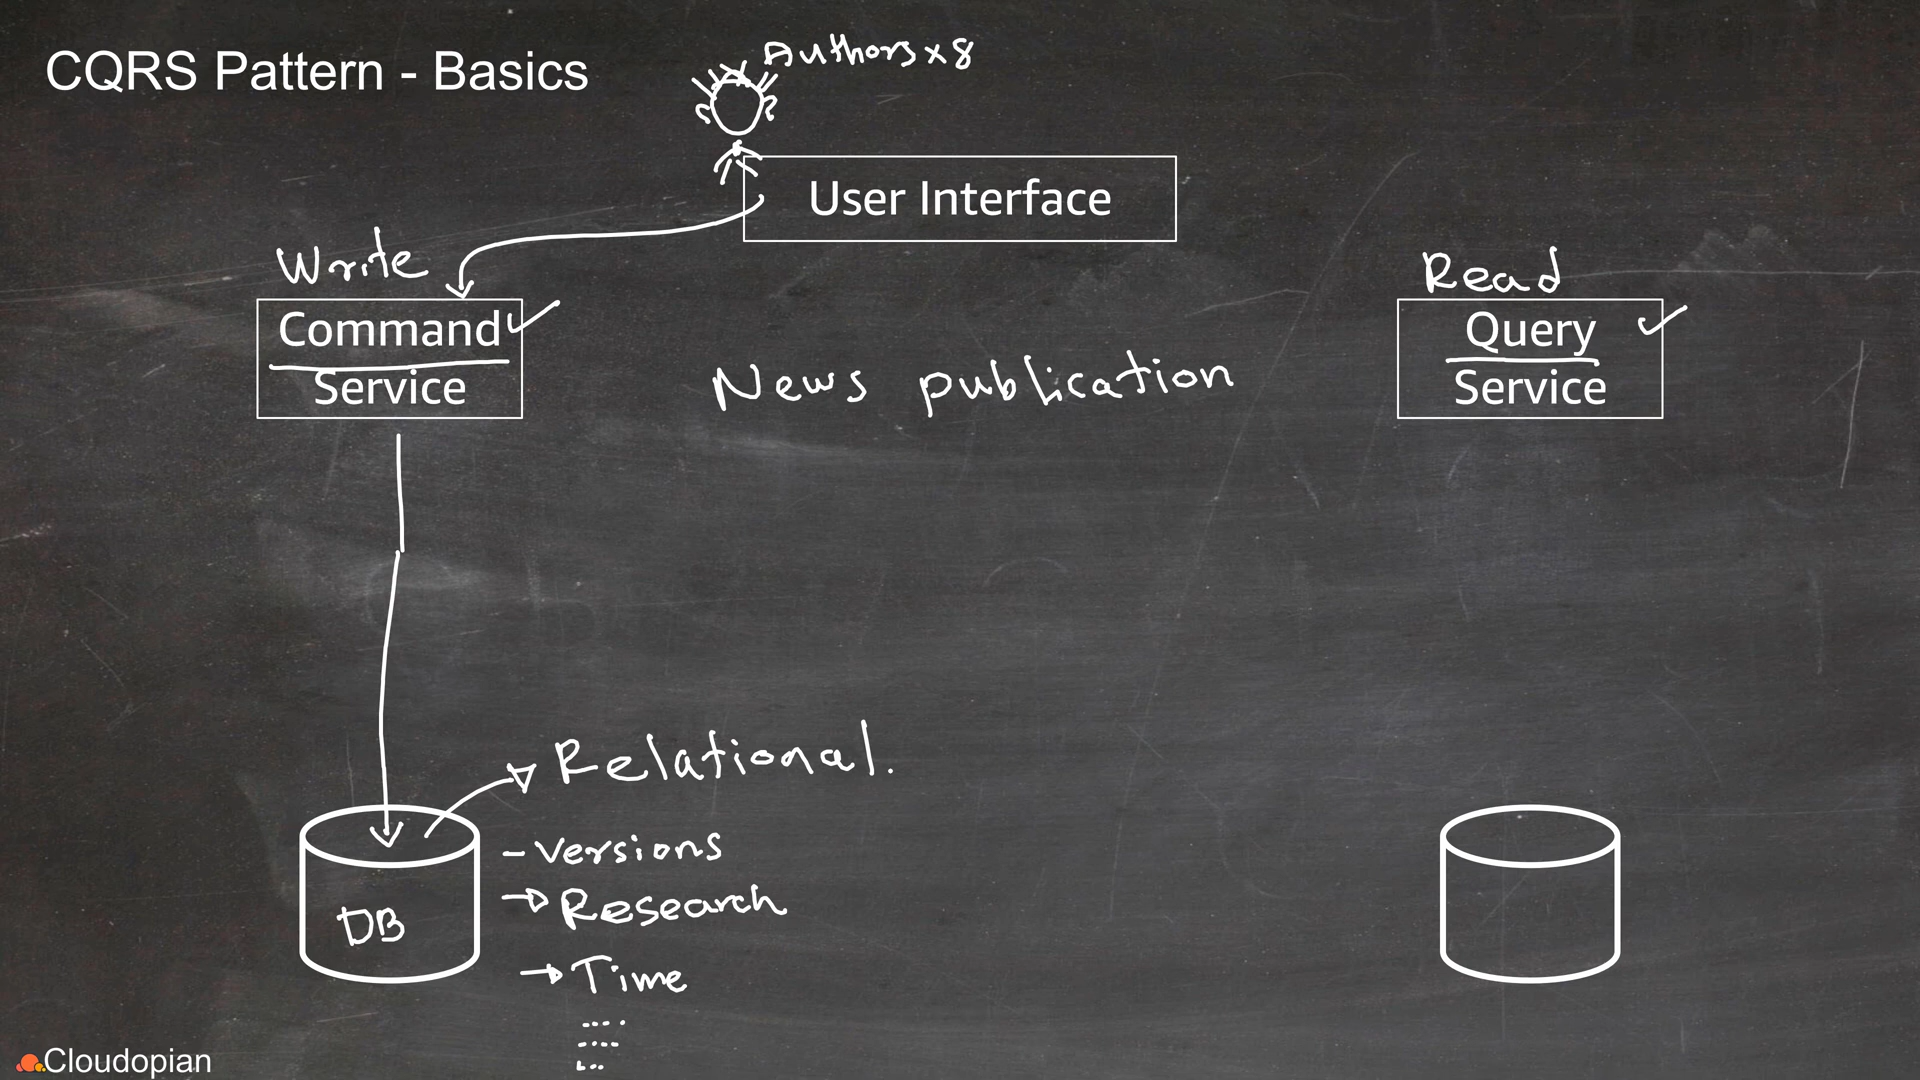 CQRS Pattern - Basics
Authors x 8
User Interface
Write
Command
Service
Read
Query
Service
News publication
Relational.
- Versions
→ Research
→ Time
DB
Cloudopian